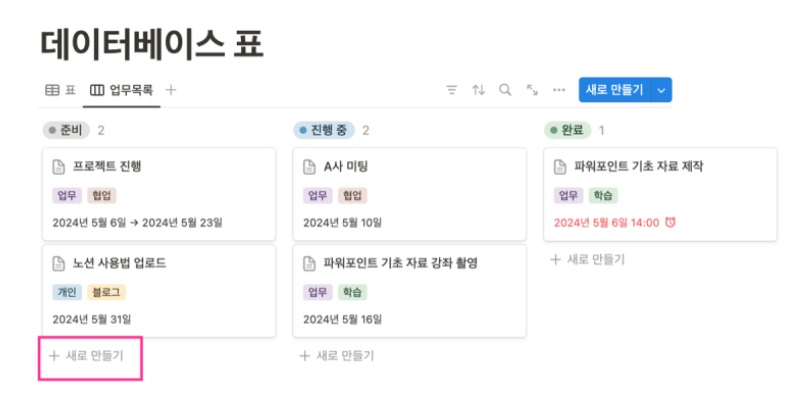 데이터베이스 표
표 업무목록
새로 만들기
준비 2
프로젝트 진행
업무 협업
2024년 5월 6일 → 2024년 5월 23일
노션 사용법 업로드
개인 블로그
2024년 5월 31일
+ 새로 만들기
진행 중 2
A사 미팅
업무 협업
2024년 5월 10일
파워포인트 기초 자료 강좌 촬영
업무 학습
2024년 5월 16일
+ 새로 만들기
완료 1
파워포인트 기초 자료 제작
업무 학습
2024년 5월 6일 14:00
+ 새로 만들기